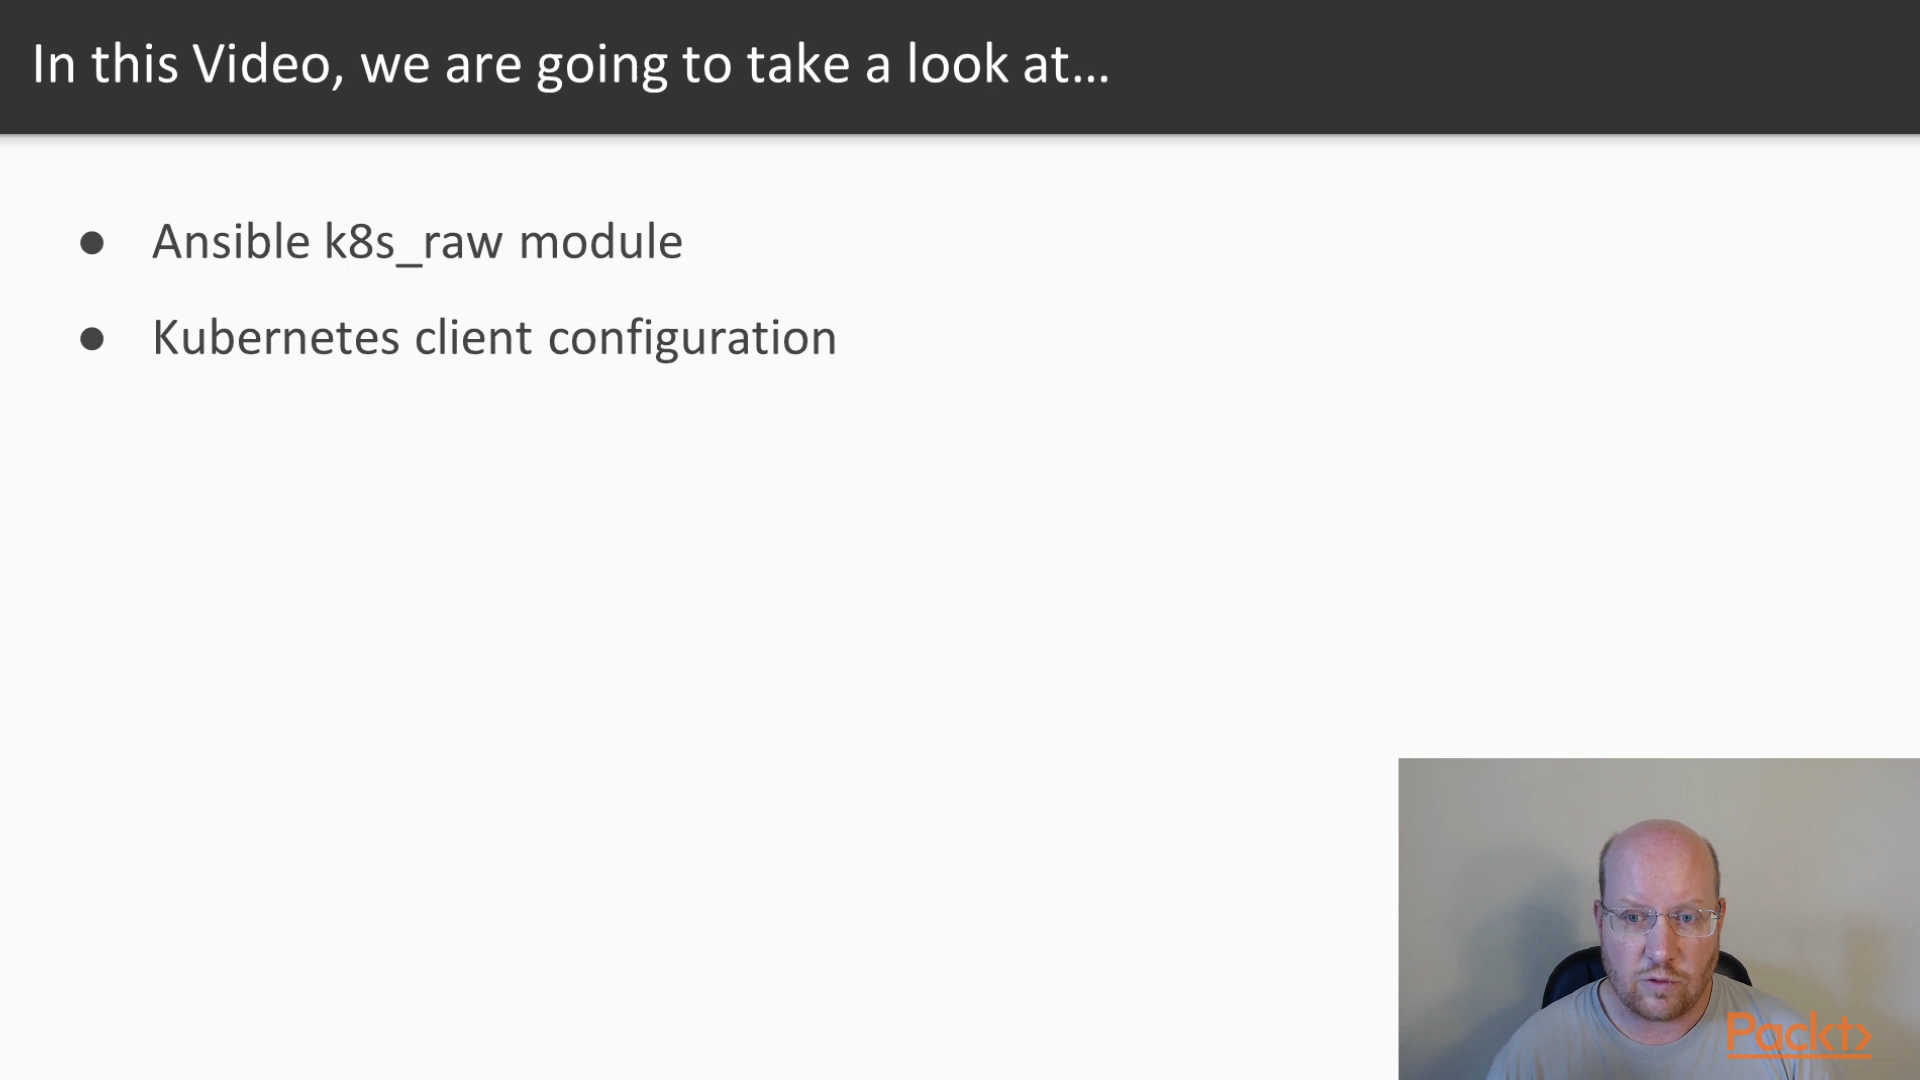 In this Video, we are going to take a look at...
● Ansible k8s_raw module
● Kubernetes client configuration
Packt>